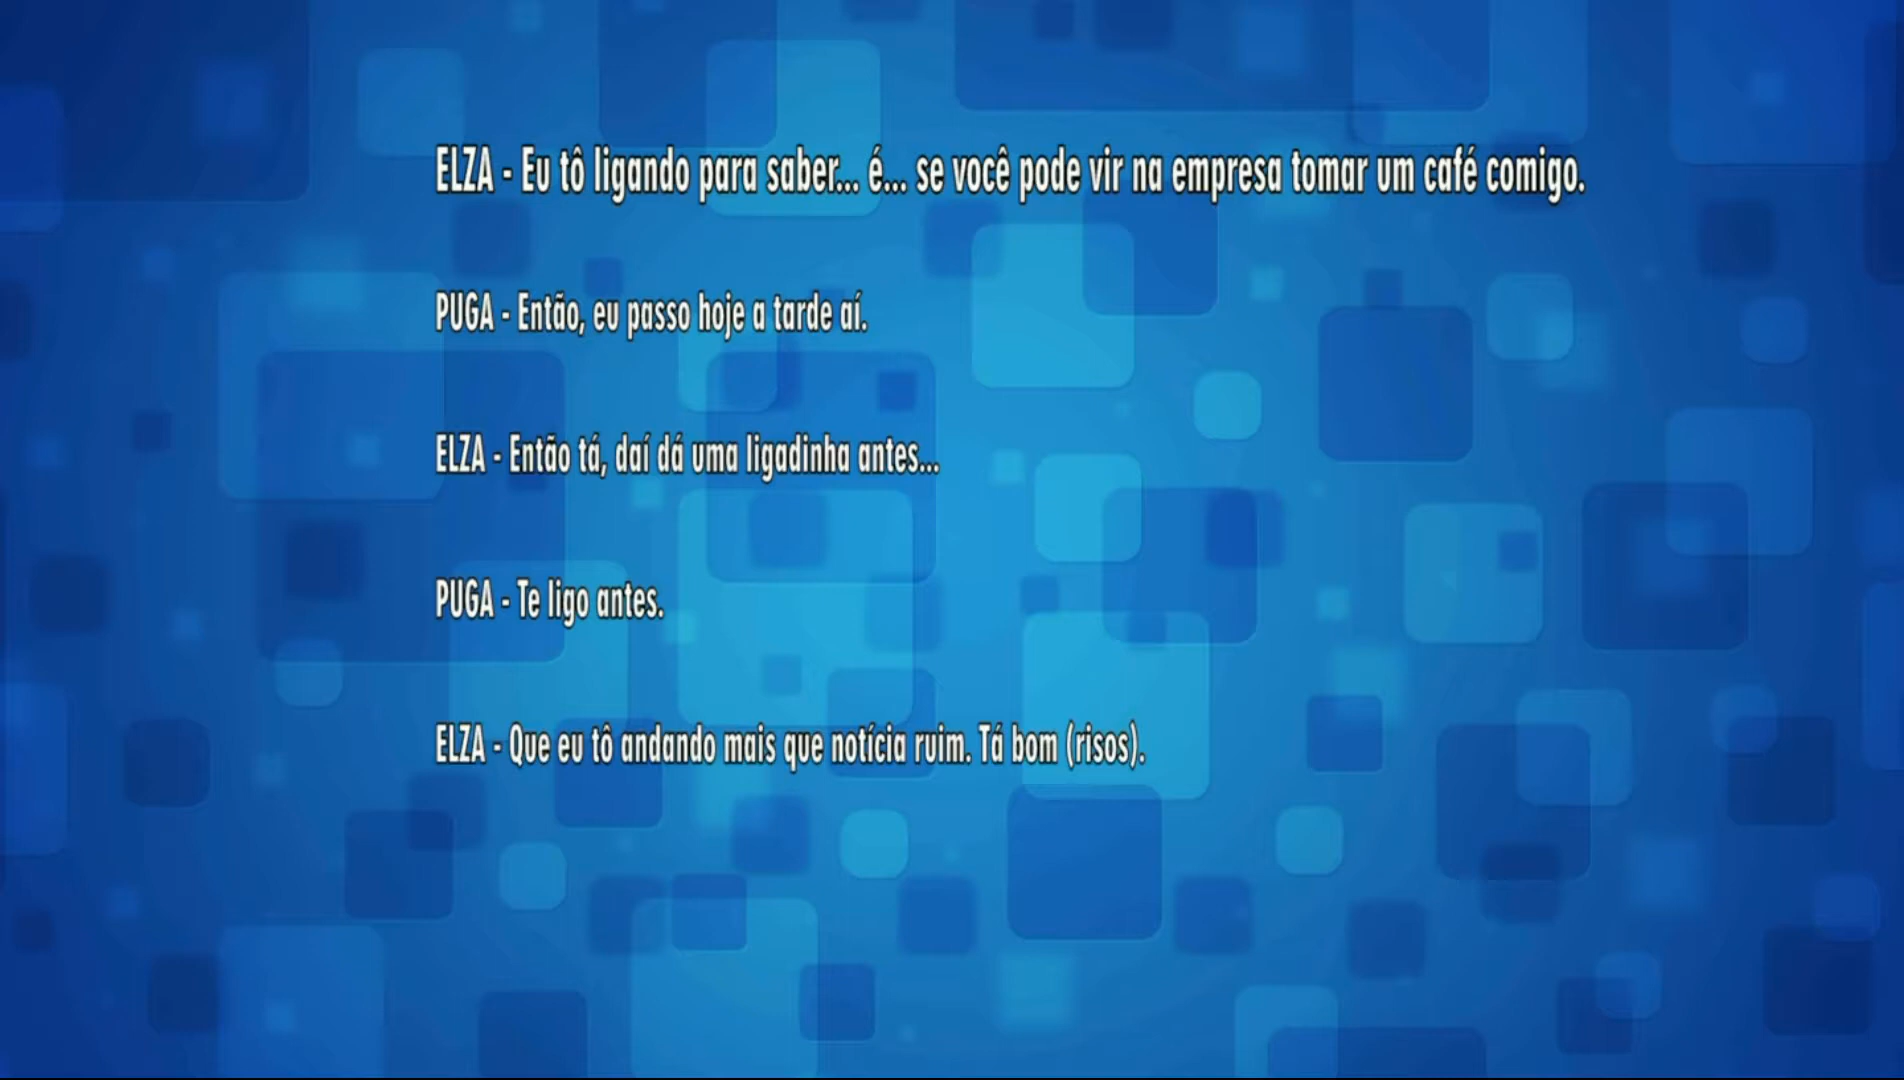 ELZA - Eu tô ligando para saber... é... se você pode vir na empresa tomar um café comigo.
PUGA - Então, eu passo hoje a tarde aí.
ELZA - Então tá, daí dá uma ligadinha antes...
PUGA - Te ligo antes.
ELZA - Que eu tô andando mais que notícia ruim. Tá bom (risos).